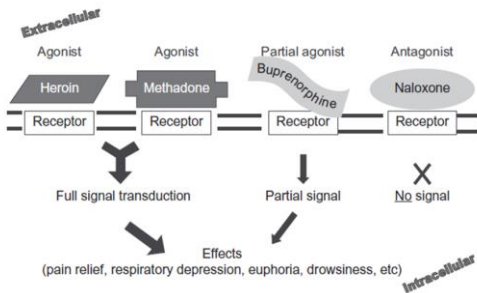 Extracellular
Agonist Agonist Partial agonist Antagonist
Heroin Methadone Buprenorphine Naloxone
Receptor Receptor Receptor Receptor
Full signal transduction Partial signal No signal
Effects
(pain relief, respiratory depression, euphoria, drowsiness, etc)
Intracellular